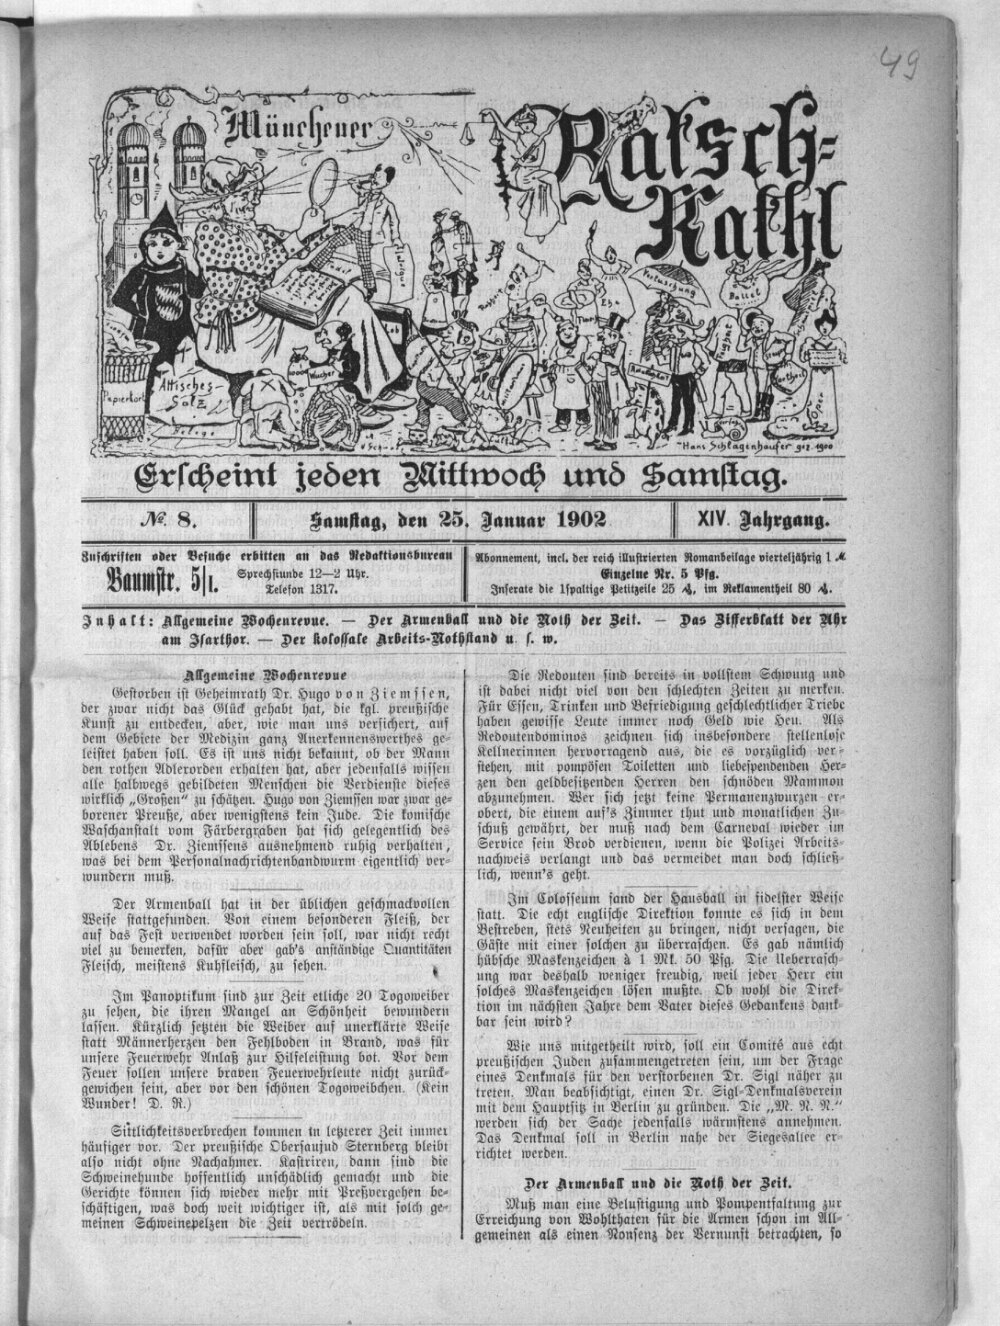 49
Münchener
Ratsch-
Kathl
Attisches-
Salz
Papierkorb
Wucher
Hans Schlagenhaufer gez. 1900
Erscheint jeden Mittwoch und Samstag.
№ 8.
Samstag, den 25. Januar 1902
XIV. Jahrgang.
Zuschriften oder Besuche erbitten an das Redaktionsbureau
Baumstr. 5/I.
Sprechstunde 12—2 Uhr.
Telefon 1317.
Abonnement, incl. der reich illustrierten Romanbeilage vierteljährig 1 ℳ
Einzelne Nr. 5 Pfg.
Inserate die 1spaltige Petitzeile 25 ₰, im Reklamentheil 80 ₰.
Inhalt: Allgemeine Wochenrevue. — Der Armenball und die Noth der Zeit. — Das Zifferblatt der Uhr
am Isarthor. — Der kolossale Arbeits-Nothstand u. s. w.
Allgemeine Wochenrevue
Gestorben ist Geheimrath Dr. Hugo von Ziemssen,
der zwar nicht das Glück gehabt hat, die kgl. preußische
Kunst zu entdecken, aber, wie man uns versichert, auf
dem Gebiete der Medizin ganz Anerkennenswerthes ge-
leistet haben soll. Es ist uns nicht bekannt, ob der Mann
den rothen Adlerorden erhalten hat, aber jedenfalls wissen
alle halbwegs gebildeten Menschen die Verdienste dieses
wirklich „Großen“ zu schätzen. Hugo von Ziemssen war zwar ge-
borener Preuße, aber wenigstens kein Jude. Die komische
Waschanstalt vom Färbergraben hat sich gelegentlich des
Ablebens Dr. Ziemssens ausnehmend ruhig verhalten,
was bei dem Personalnachrichtenbandwurm eigentlich ver-
wundern muß.
Der Armenball hat in der üblichen geschmackvollen
Weise stattgefunden. Von einem besonderen Fleiß, der
auf das Fest verwendet worden sein soll, war nicht recht
viel zu bemerken, dafür aber gab's anständige Quantitäten
Fleisch, meistens Kuhfleisch, zu sehen.
Im Panoptikum sind zur Zeit etliche 20 Togoweiber
zu sehen, die ihren Mangel an Schönheit bewundern
lassen. Kürzlich setzten die Weiber auf unerklärte Weise
statt Männerherzen den Fehlboden in Brand, was für
unsere Feuerwehr Anlaß zur Hilfeleistung bot. Vor dem
Feuer sollen unsere braven Feuerwehrleute nicht zurück-
gewichen sein, aber vor den schönen Togoweibchen. (Kein
Wunder! D. R.)
Sittlichkeitsverbrechen kommen in letzterer Zeit immer
häufiger vor. Der preußische Obersaujud Sternberg bleibt
also nicht ohne Nachahmer. Kastriren, dann sind die
Schweinehunde hoffentlich unschädlich gemacht und die
Gerichte können sich wieder mehr mit Preßvergehen be-
schäftigen, was doch weit wichtiger ist, als mit solch ge-
meinen Schweinepelzen die Zeit vertrödeln.
Die Redouten sind bereits in vollstem Schwung und
ist dabei nicht viel von den schlechten Zeiten zu merken.
Für Essen, Trinken und Befriedigung geschlechtlicher Triebe
haben gewisse Leute immer noch Geld wie Heu. Als
Redoutendominos zeichnen sich insbesondere stellenlose
Kellnerinnen hervorragend aus, die es vorzüglich ver-
stehen, mit pompösen Toiletten und liebespendenden Her-
zen den geldbesitzenden Herren den schnöden Mammon
abzunehmen. Wer sich jetzt keine Permanenzwurzen er-
obert, die einem auf's Zimmer thut und monatlichen Zu-
schuß gewährt, der muß nach dem Carneval wieder im
Service sein Brod verdienen, wenn die Polizei Arbeits-
nachweis verlangt und das vermeidet man doch schließ-
lich, wenn's geht.
Im Colosseum fand der Hausball in fidelster Weise
statt. Die echt englische Direktion konnte es sich in dem
Bestreben, stets Neuheiten zu bringen, nicht versagen, die
Gäste mit einer solchen zu überraschen. Es gab nämlich
hübsche Maskenzeichen à 1 Mk. 50 Pfg. Die Ueberrasch-
ung war deshalb weniger freudig, weil jeder Herr ein
solches Maskenzeichen lösen mußte. Ob wohl die Direk-
tion im nächsten Jahre dem Vater dieses Gedankens dank-
bar sein wird?
Wie uns mitgetheilt wird, soll ein Comité aus echt
preußischen Juden zusammengetreten sein, um der Frage
eines Denkmals für den verstorbenen Dr. Sigl näher zu
treten. Man beabsichtigt, einen Dr. Sigl-Denkmalsverein
mit dem Hauptsitz in Berlin zu gründen. Die „M. N. N.“
werden sich der Sache jedenfalls wärmstens annehmen.
Das Denkmal soll in Berlin nahe der Siegesallee er-
richtet werden.
Der Armenball und die Noth der Zeit.
Muß man eine Belustigung und Pompentfaltung zur
Erreichung von Wohlthaten für die Armen schon im All-
gemeinen als einen Nonsenz der Vernunft betrachten, so